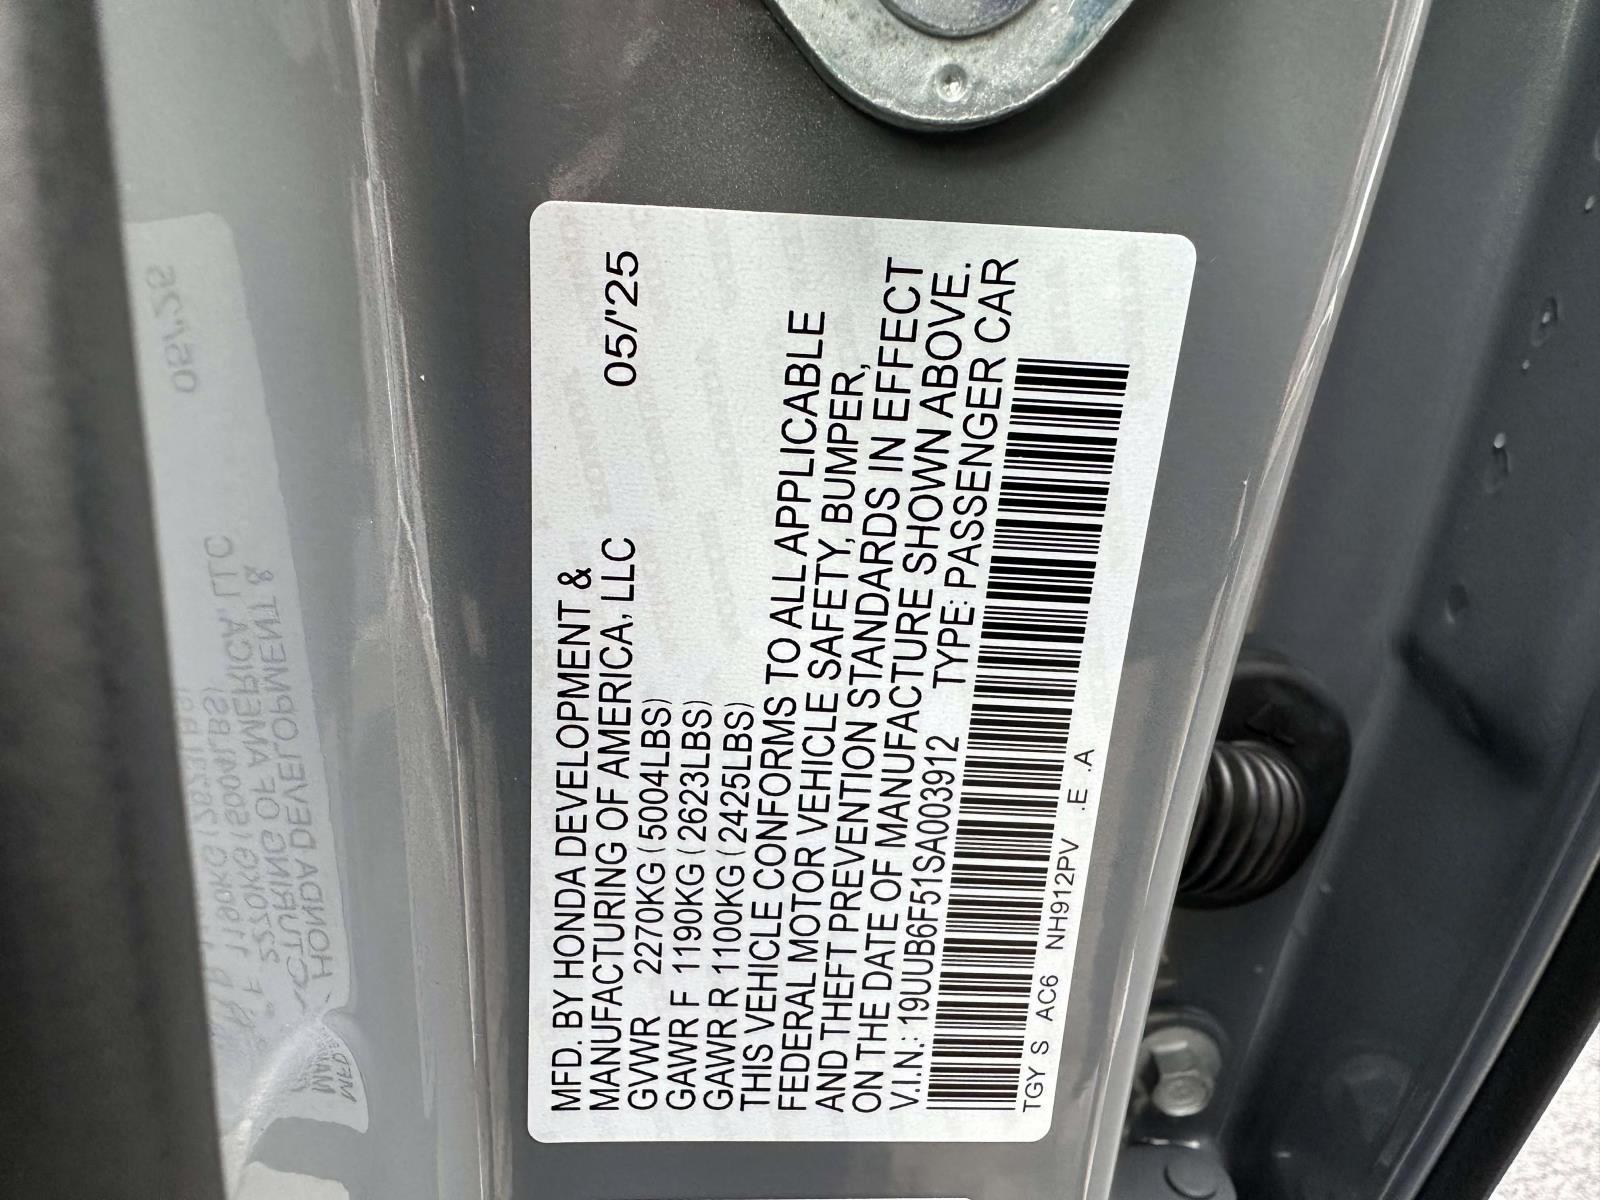 MFD. BY HONDA DEVELOPMENT &
MANUFACTURING OF AMERICA, LLC 05/'25
GVWR 2270KG (5004LBS)
GAWR F 1190KG (2623LBS)
GAWR R 1100KG (2425LBS)
THIS VEHICLE CONFORMS TO ALL APPLICABLE
FEDERAL MOTOR VEHICLE SAFETY, BUMPER,
AND THEFT PREVENTION STANDARDS IN EFFECT
ON THE DATE OF MANUFACTURE SHOWN ABOVE.
V.I.N.: 19UUB6F51SA003912 TYPE: PASSENGER CAR
TGY S AC6 NH912PV .E .A